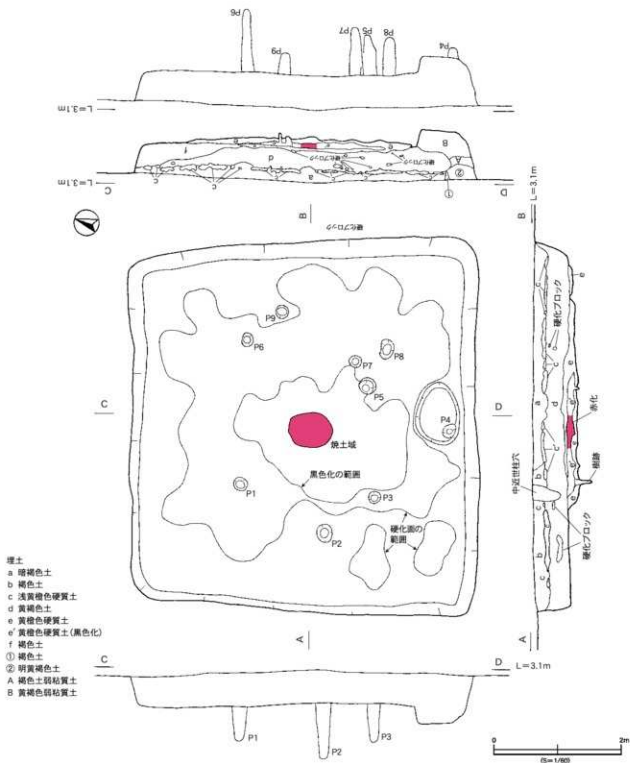 P6
P9
P7
P5
P8
P4
L=3.1m
f
d
e'
B
A
②
①
硬化ブロック
L=3.1m
C
c
c
a
c
D
B
硬化ブロック
P9
P6
P7
P8
P5
C
D
P4
焼土域
黒色化の範囲
P1
P3
硬化面の
範囲
P2
A
B
L=3.1m
e
c
硬化ブロック
c
e
a
d
e'
赤化
c
b
中近世柱穴
c
e
樹跡
b
硬化ブロック
c
A
埋土
a 暗褐色土
b 褐色土
c 浅黄橙色硬質土
d 黄褐色土
e 黄橙色硬質土
e' 黄橙色硬質土(黒色化)
f 褐色土
① 褐色土
② 明黄褐色土
A 褐色土弱粘質土
B 黄褐色弱粘質土
C
D
L=3.1m
P1
P2
P3
0
2m
(S=1/60)